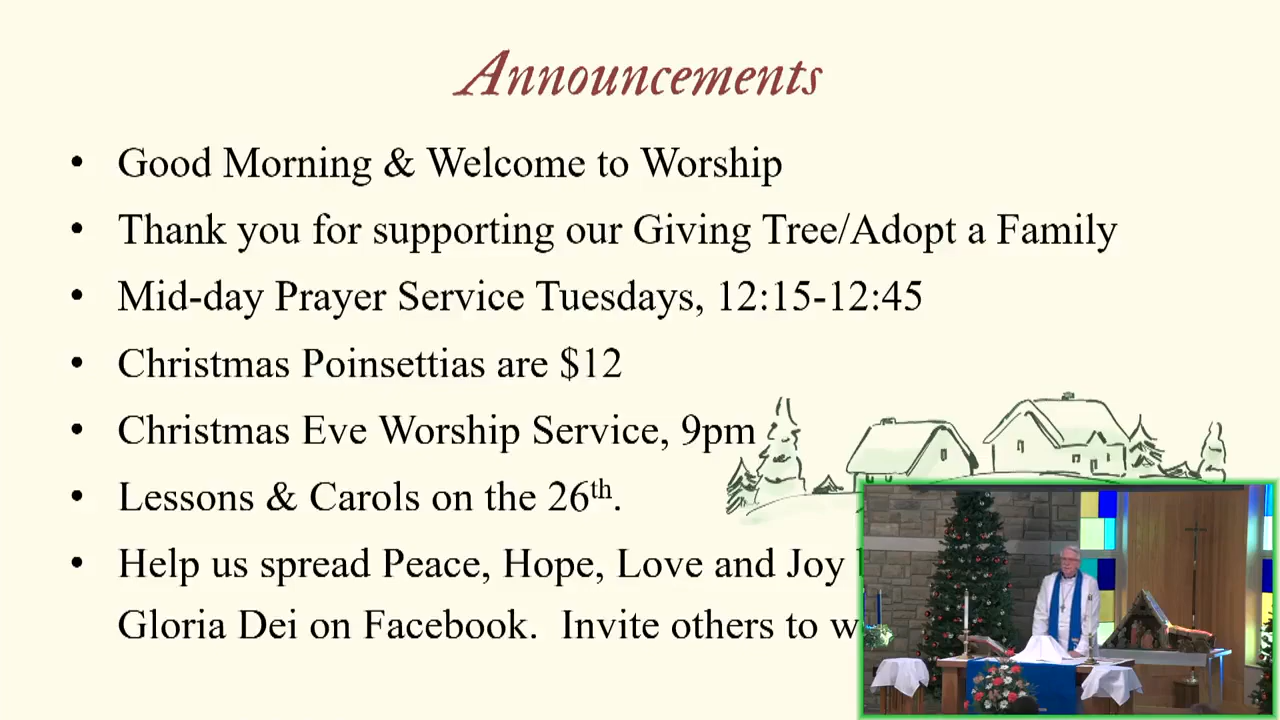 Announcements
• Good Morning & Welcome to Worship
• Thank you for supporting our Giving Tree/Adopt a Family
• Mid-day Prayer Service Tuesdays, 12:15-12:45
• Christmas Poinsettias are $12
• Christmas Eve Worship Service, 9pm
• Lessons & Carols on the 26th.
• Help us spread Peace, Hope, Love and Joy
Gloria Dei on Facebook. Invite others to